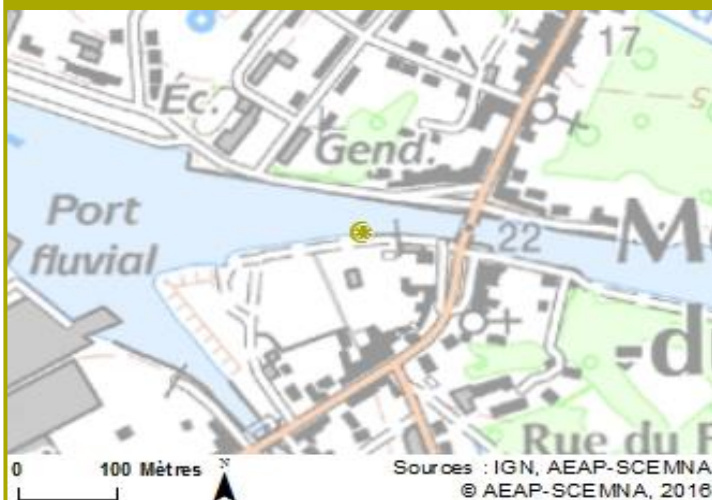 17
Éc.
Gend.
Port
fluvial
22
M
-d
Rue du F
0 100 Mètres N
Sources : IGN, AEAP-SCEMNA
© AEAP-SCEMNA, 2016